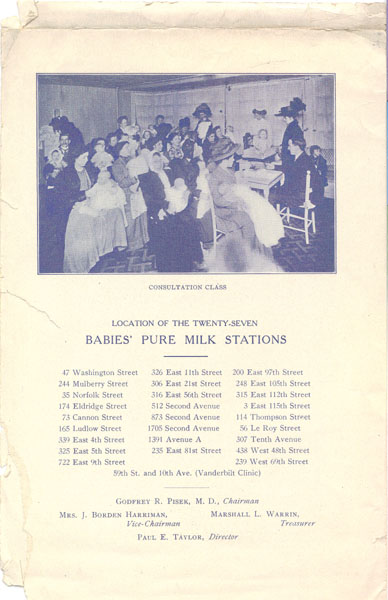 CONSULTATION CLASS
LOCATION OF THE TWENTY-SEVEN
BABIES' PURE MILK STATIONS
47 Washington Street
244 Mulberry Street
35 Norfolk Street
174 Eldridge Street
73 Cannon Street
165 Ludlow Street
339 East 4th Street
325 East 5th Street
722 East 9th Street
326 East 11th Street
306 East 21st Street
316 East 56th Street
512 Second Avenue
873 Second Avenue
1705 Second Avenue
1391 Avenue A
235 East 81st Street
200 East 97th Street
248 East 105th Street
315 East 112th Street
3 East 115th Street
114 Thompson Street
56 Le Roy Street
307 Tenth Avenue
438 West 48th Street
239 West 69th Street
59th St. and 10th Ave. (Vanderbilt Clinic)
GODFREY R. PISEK, M. D., Chairman
MRS. J. BORDEN HARRIMAN,
Vice-Chairman
MARSHALL L. WARRIN,
Treasurer
PAUL E. TAYLOR, Director